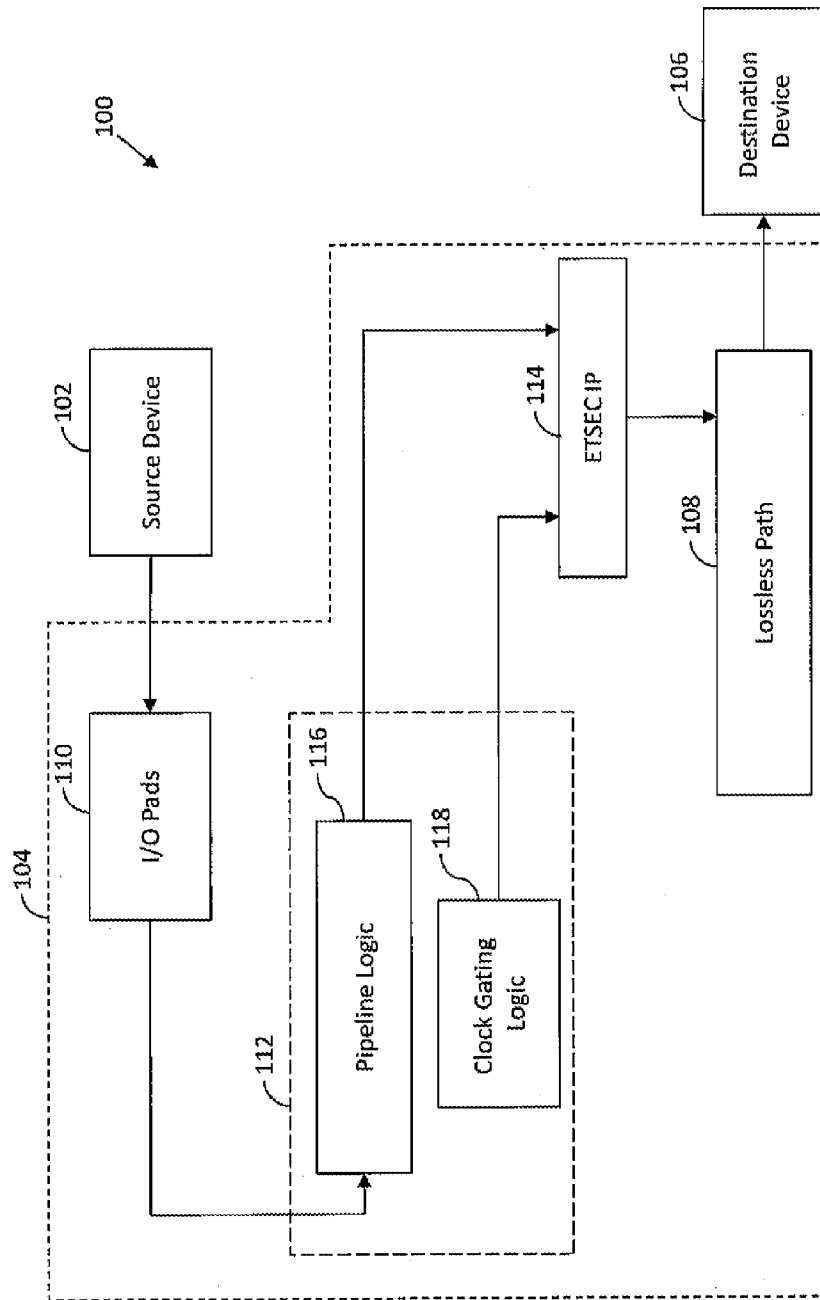 100
102
Source Device
104
110
I/O Pads
112
116
Pipeline Logic
118
Clock Gating
Logic
114
ETSEC IP
108
Lossless Path
106
Destination
Device